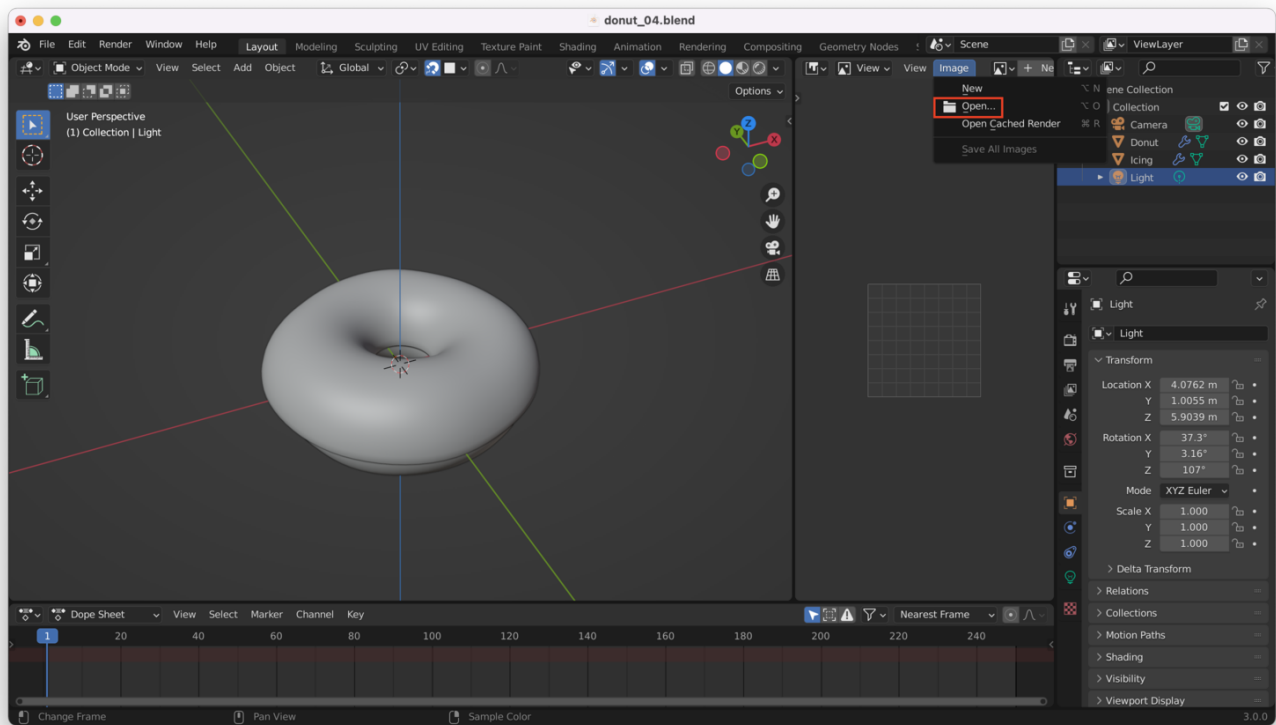 donut_04.blend
File Edit Render Window Help Layout Modeling Sculpting UV Editing Texture Paint Shading Animation Rendering Compositing Geometry Nodes Scene ViewLayer
Object Mode View Select Add Object Global View View Image Ne
Options
User Perspective
(1) Collection | Light
Z
Y
X
New ⌥ N
Open... ⌥ O
Open Cached Render ⌘ R
Save All Images
ene Collection
Collection
Camera
Donut
Icing
Light
Light
Light
Transform
Location X 4.0762 m
Y 1.0055 m
Z 5.9039 m
Rotation X 37.3°
Y 3.16°
Z 107°
Mode XYZ Euler
Scale X 1.000
Y 1.000
Z 1.000
Delta Transform
Relations
Collections
Motion Paths
Shading
Visibility
Viewport Display
Dope Sheet View Select Marker Channel Key Nearest Frame
1 20 40 60 80 100 120 140 160 180 200 220 240
Change Frame Pan View Sample Color 3.0.0